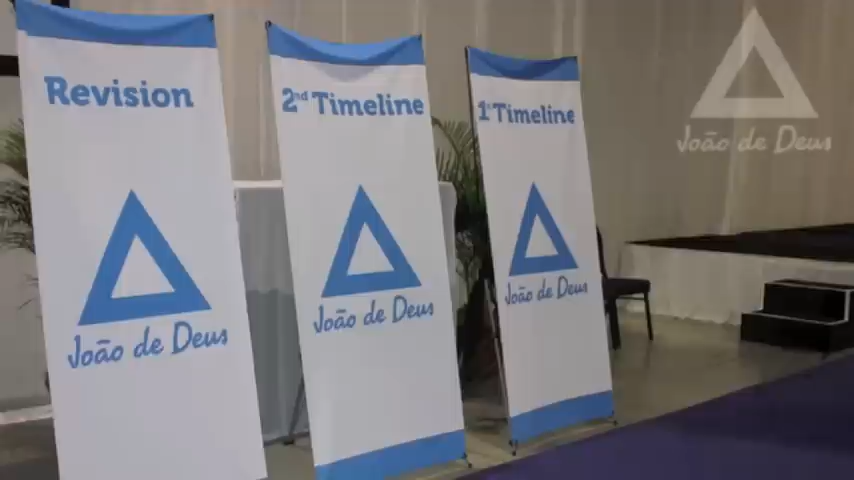 Revision
João de Deus
2nd Timeline
João de Deus
1st Timeline
João de Deus
João de Deus